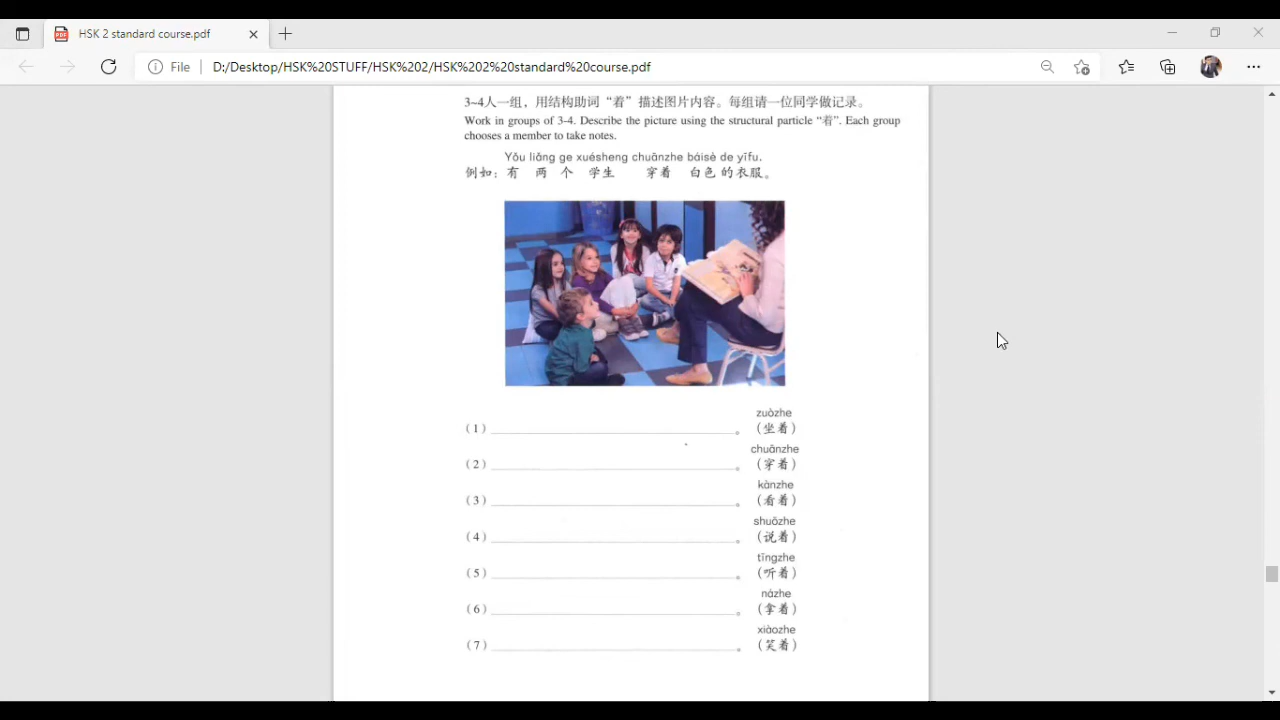 HSK 2 standard course.pdf
File
D:/Desktop/HSK%20STUFF/HSK%202/HSK%202%20standard%20course.pdf
3~4人一组，用结构助词“着”描述图片内容。每组请一位同学做记录。
Work in groups of 3-4. Describe the picture using the structural particle “着”. Each group
chooses a member to take notes.
Yǒu liǎng ge xuésheng chuānzhe báisè de yīfu.
例如：有 两 个 学生 穿着 白色 的 衣服。
zuòzhe
（1） 。（坐着）
chuānzhe
（2） 。（穿着）
kànzhe
（3） 。（看着）
shuōzhe
（4） 。（说着）
tīngzhe
（5） 。（听着）
názhe
（6） 。（拿着）
xiàozhe
（7） 。（笑着）